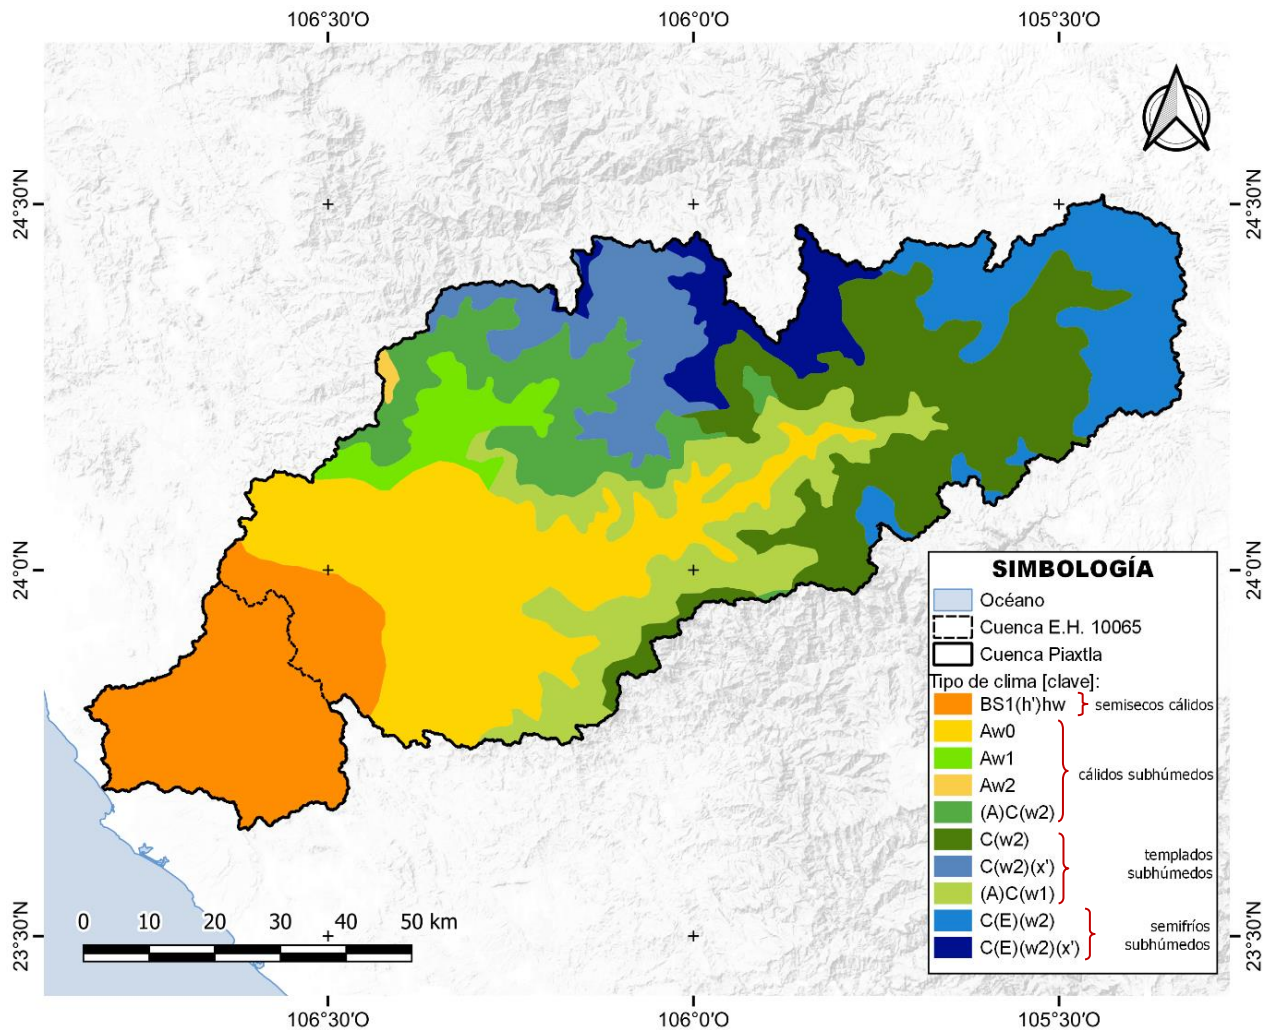 106°30'O 106°0'O 105°30'O
24°30'N 24°30'N
24°0'N 24°0'N
23°30'N 23°30'N
SIMBOLOGÍA
Océano
Cuenca E.H. 10065
Cuenca Piaxtla
Tipo de clima [clave]:
BS1(h')hw semisecos cálidos
Aw0
Aw1
cálidos subhúmedos
Aw2
(A)C(w2)
C(w2)
templados
C(w2)(x')
subhúmedos
(A)C(w1)
C(E)(w2)
semifríos
subhúmedos
C(E)(w2)(x')
0 10 20 30 40 50 km
106°30'O 106°0'O 105°30'O